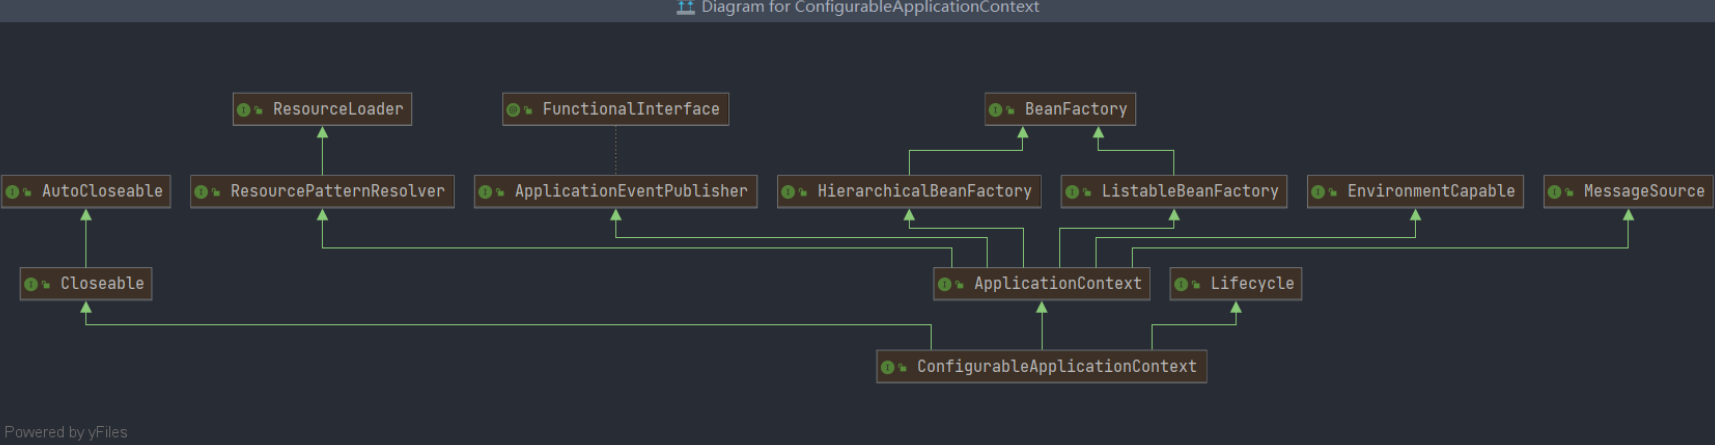 Diagram for ConfigurableApplicationContext
ResourceLoader
FunctionalInterface
BeanFactory
AutoCloseable
ResourcePatternResolver
ApplicationEventPublisher
HierarchicalBeanFactory
ListableBeanFactory
EnvironmentCapable
MessageSource
Closeable
ApplicationContext
Lifecycle
ConfigurableApplicationContext
Powered by yFiles